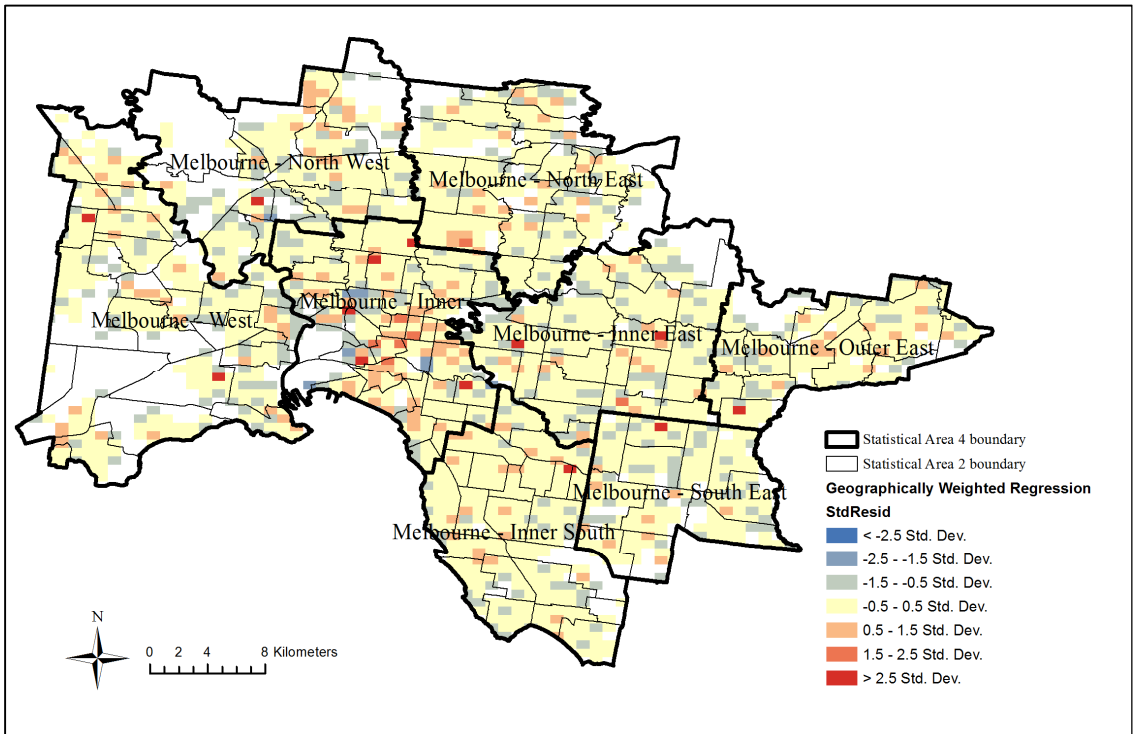 Melbourne - North West
Melbourne - North East
Melbourne - Inner
Melbourne - West
Melbourne - Inner East
Melbourne - Outer East
Melbourne - South East
Melbourne - Inner South
Statistical Area 4 boundary
Statistical Area 2 boundary
Geographically Weighted Regression
StdResid
< -2.5 Std. Dev.
-2.5 - -1.5 Std. Dev.
-1.5 - -0.5 Std. Dev.
-0.5 - 0.5 Std. Dev.
0.5 - 1.5 Std. Dev.
1.5 - 2.5 Std. Dev.
> 2.5 Std. Dev.
N
0 2 4 8 Kilometers